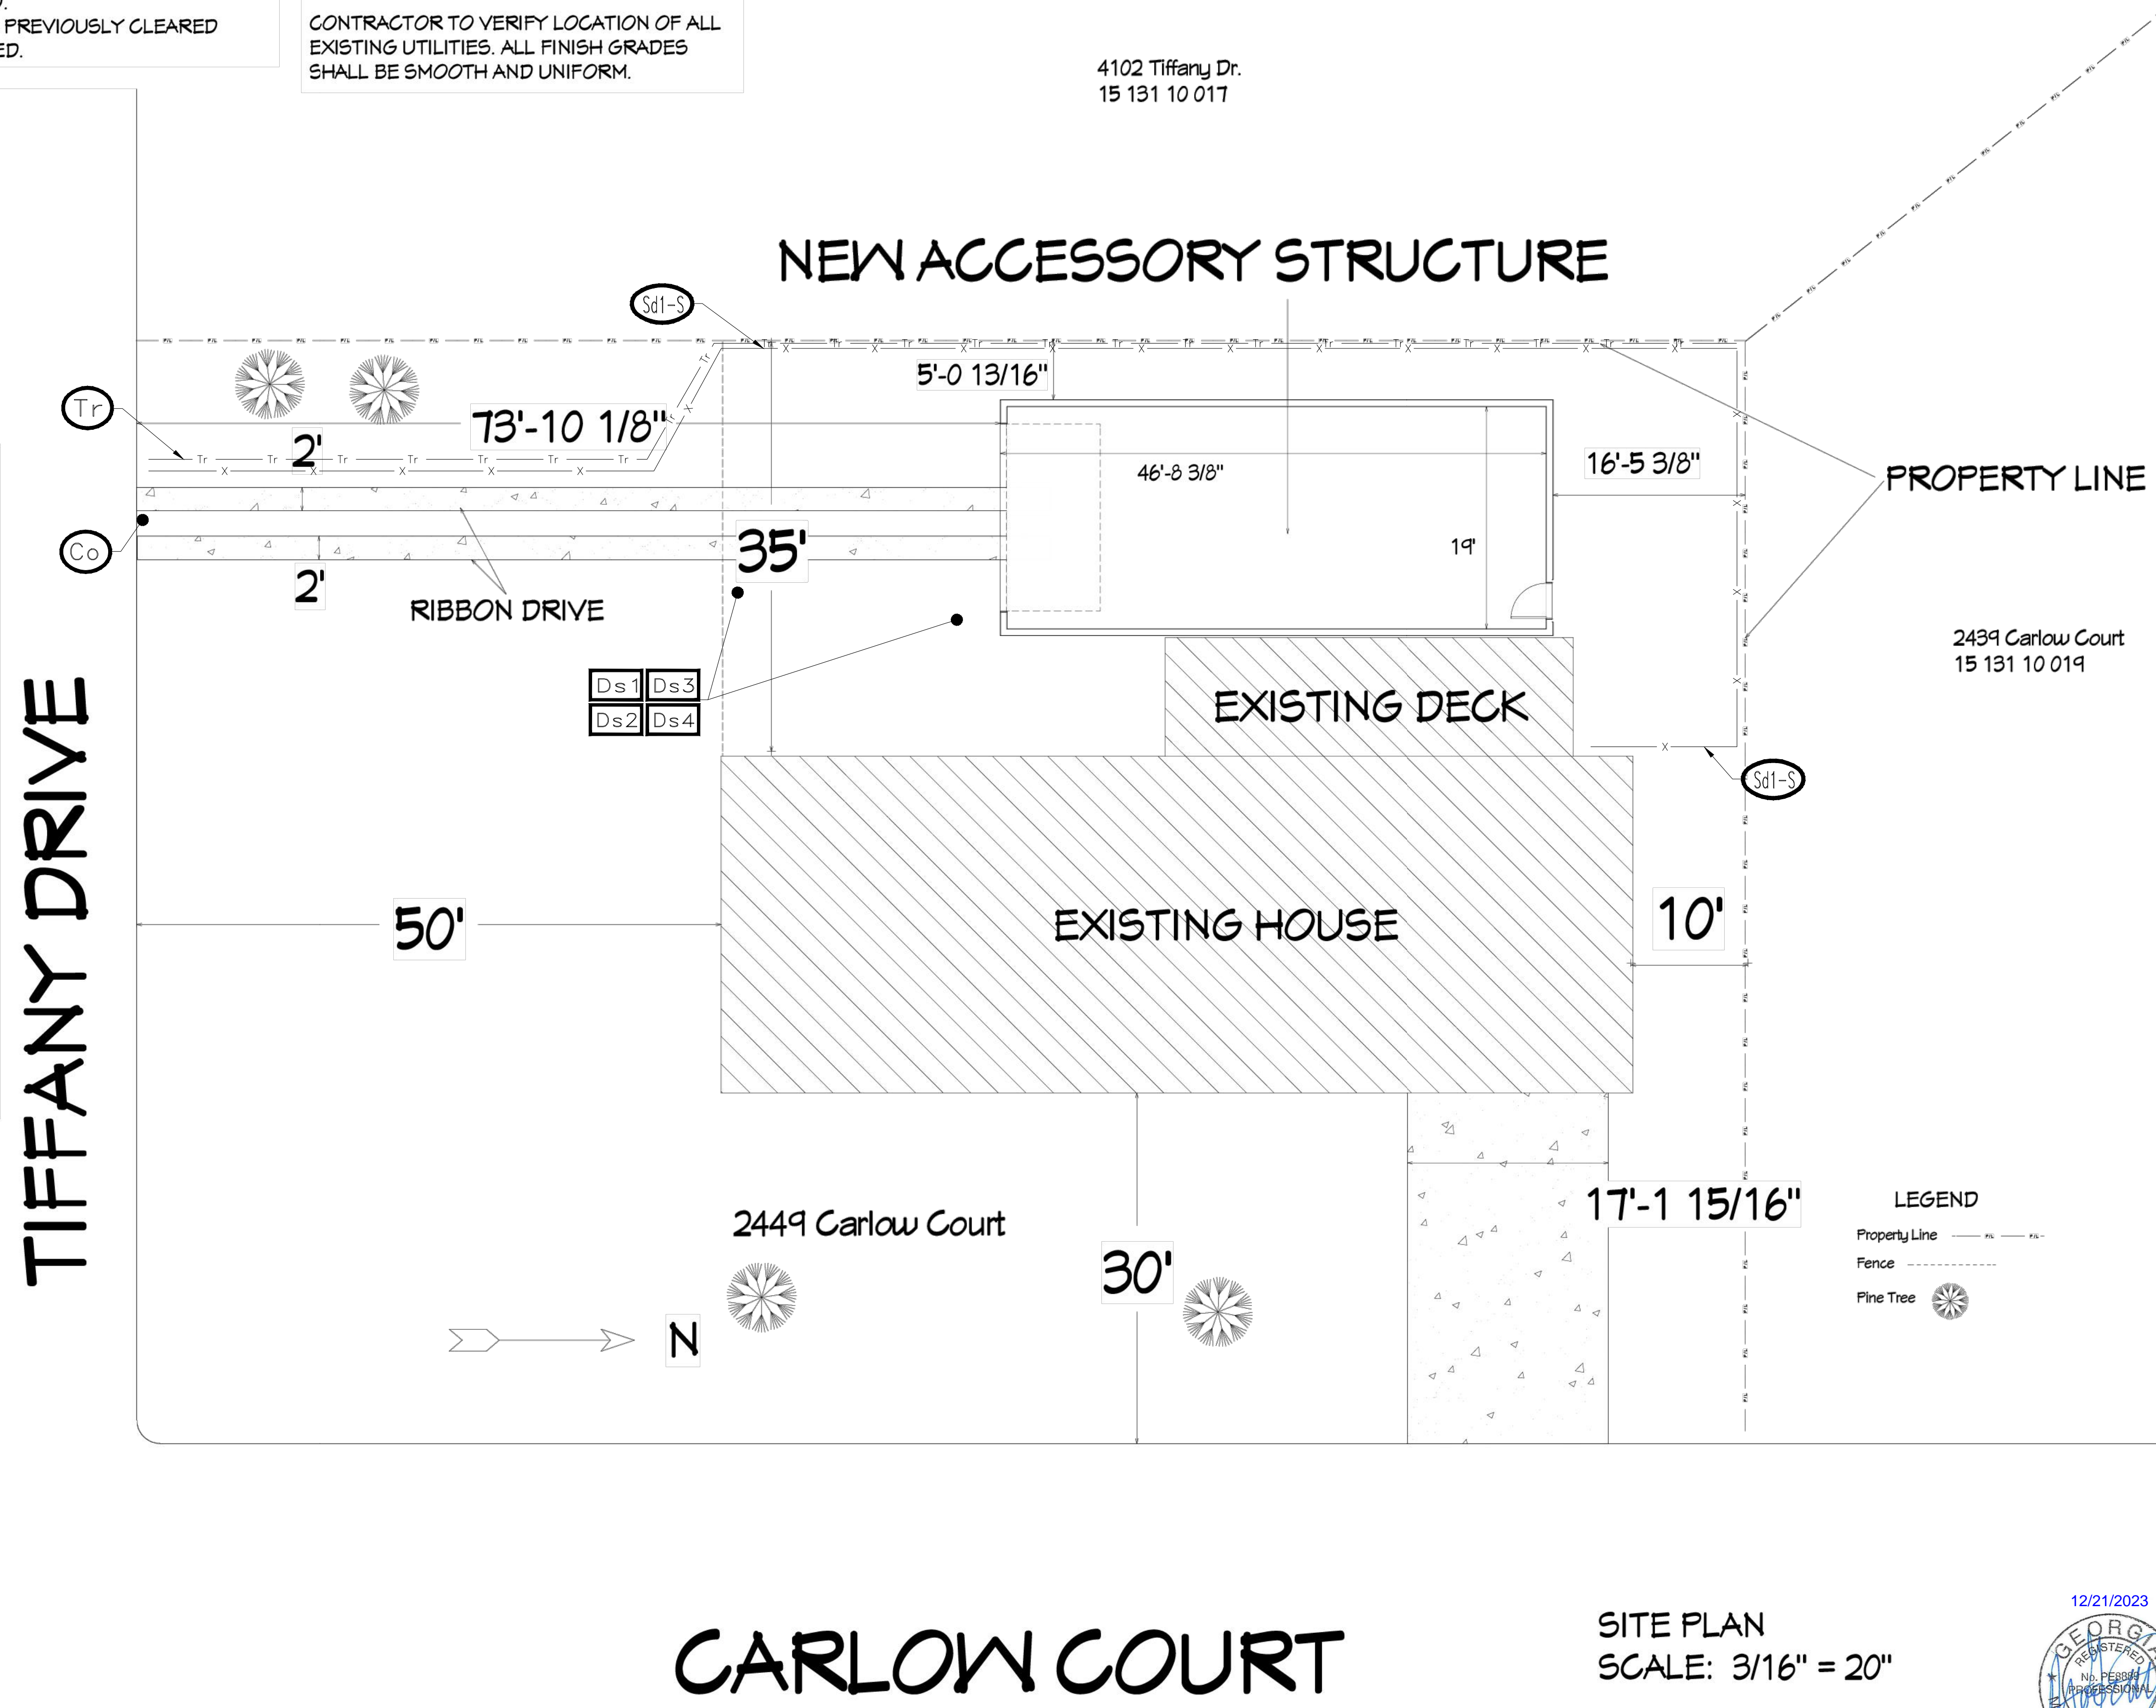 PREVIOUSLY CLEARED
ED.
CONTRACTOR TO VERIFY LOCATION OF ALL
EXISTING UTILITIES. ALL FINISH GRADES
SHALL BE SMOOTH AND UNIFORM.
4102 Tiffany Dr.
15 131 10 017
NEW ACCESSORY STRUCTURE
Sd1-S
5'-0 13/16"
Tr
73'-10 1/8"
2'
46'-8 3/8"
16'-5 3/8"
PROPERTY LINE
Co
35'
19'
2'
RIBBON DRIVE
2439 Carlow Court
15 131 10 019
Ds1 Ds3
Ds2 Ds4
EXISTING DECK
Sd1-S
TIFFANY DRIVE
50'
EXISTING HOUSE
10'
17'-1 15/16"
2449 Carlow Court
30'
N
LEGEND
Property Line
Fence
Pine Tree
CARLOW COURT
SITE PLAN
SCALE: 3/16" = 20"
12/21/2023
GEORGIA
REGISTERED
PROFESSIONAL